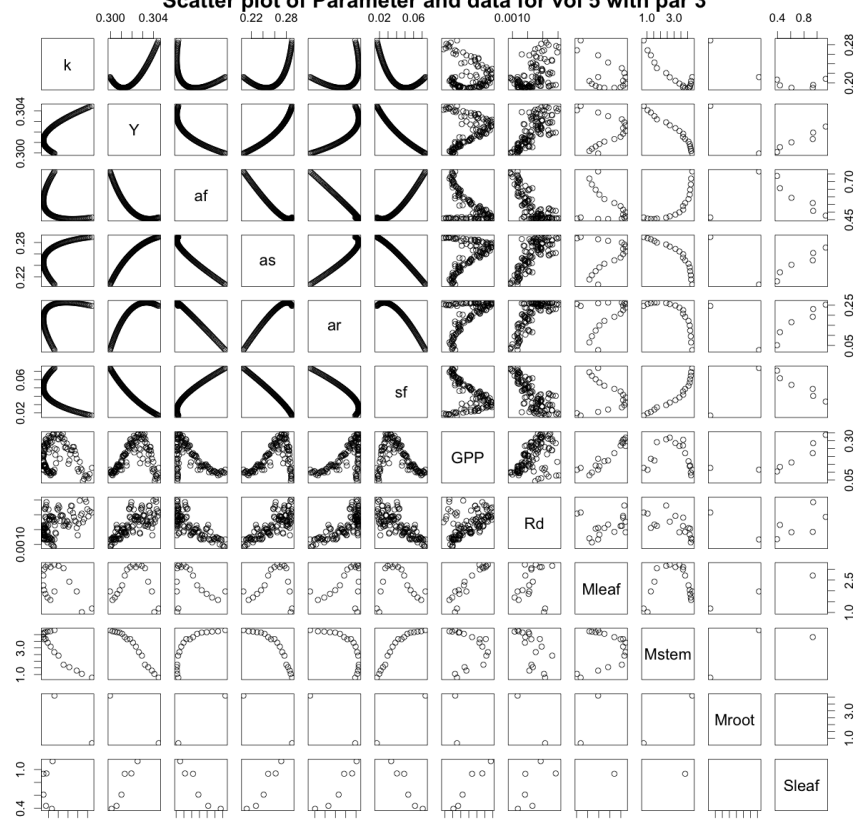 Scatter plot of Parameter and data for vol 5 with par 3
0.300 0.304 0.22 0.28 0.02 0.06 0.0010 1.0 3.0 0.4 0.8
k 0.20 0.28
0.300 0.304 Y
af 0.45 0.70
0.22 0.28 as
ar 0.05 0.25
0.02 0.06 sf
GPP 0.05 0.30
0.0010 Rd
Mleaf 1.0 2.5
1.0 3.0 Mstem
Mroot 1.0 3.0
0.4 1.0 Sleaf